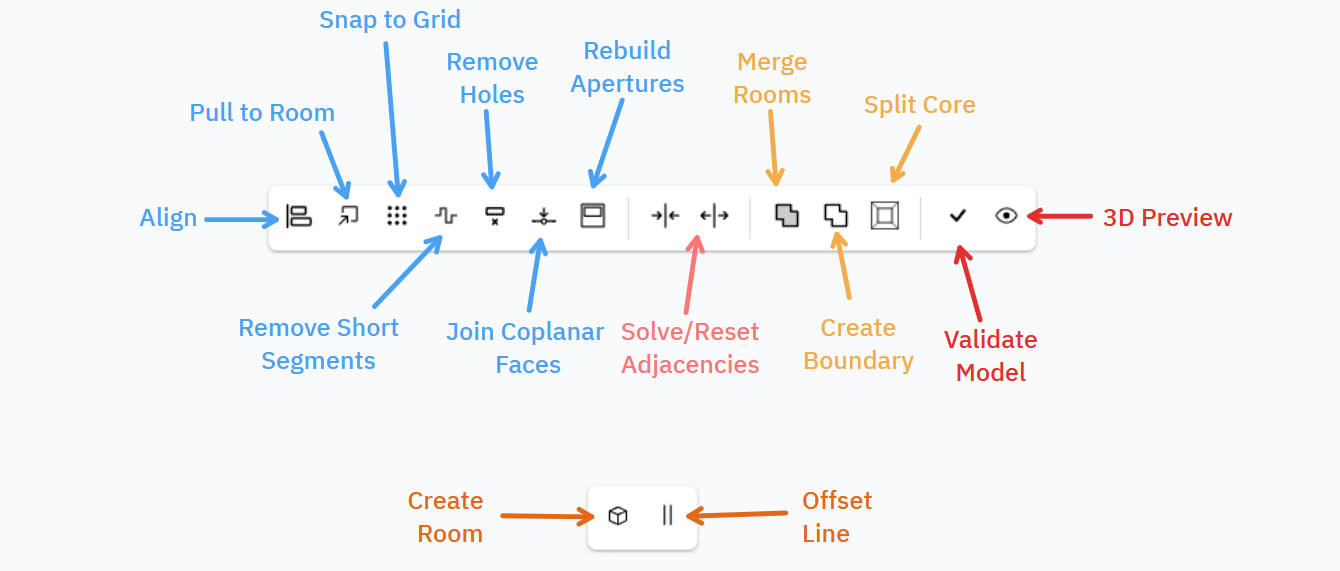 Snap to Grid
Remove
Holes
Rebuild
Apertures
Merge
Rooms
Split Core
Pull to Room
Align
3D Preview
Remove Short
Segments
Join Coplanar
Faces
Solve/Reset
Adjacencies
Create
Boundary
Validate
Model
Create
Room
Offset
Line